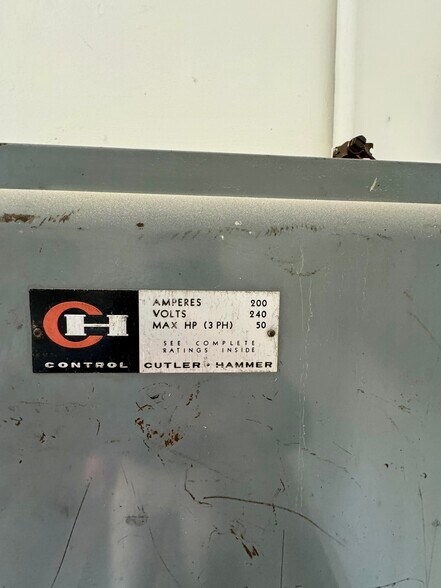 AMPERES 200
VOLTS 240
MAX HP (3 PH) 50
SEE COMPLETE
RATINGS INSIDE
CH
CONTROL CUTLER • HAMMER